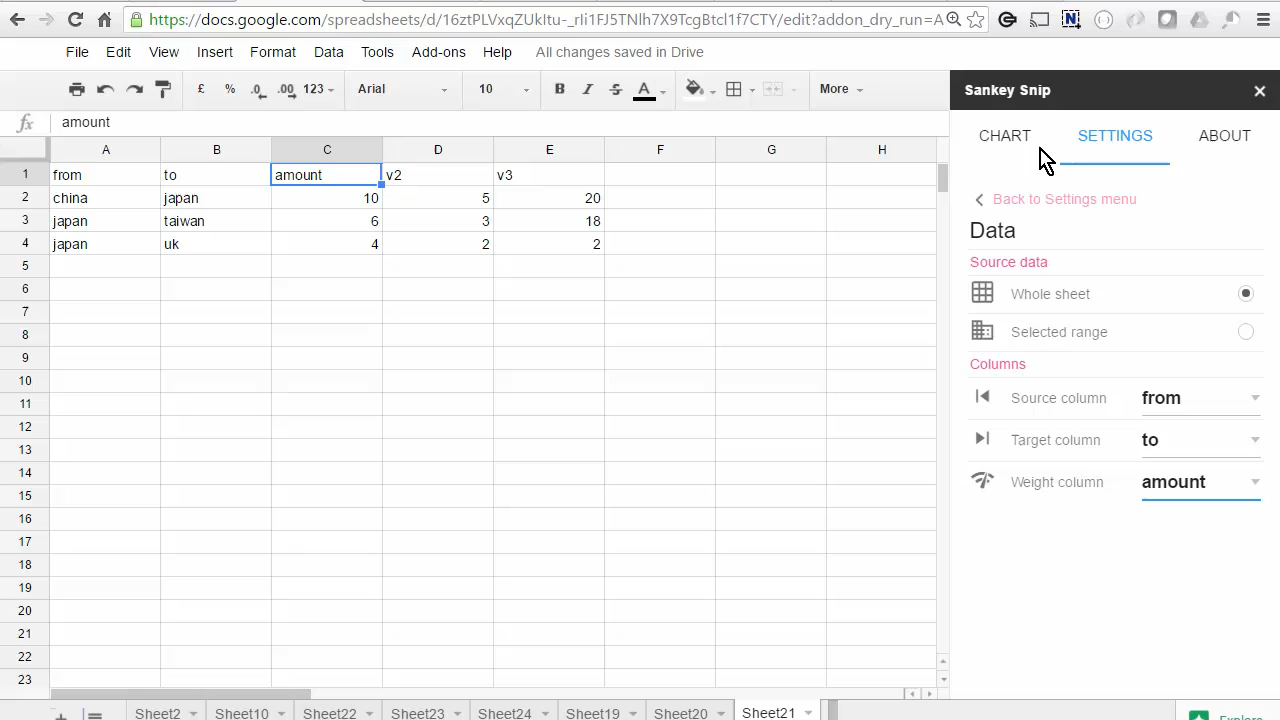 https://docs.google.com/spreadsheets/d/16ztPLVxqZUkItu-_rIi1FJ5TNlh7X9TcgBtcl1f7CTY/edit?addon_dry_run=A
File Edit View Insert Format Data Tools Add-ons Help All changes saved in Drive
£ % .0 .00 123 Arial 10 B I S A More
Sankey Snip
fx amount
CHART SETTINGS ABOUT
A B C D E F G H
1 from to amount v2 v3
2 china japan 10 5 20
3 japan taiwan 6 3 18
4 japan uk 4 2 2
5
6
7
8
9
10
11
12
13
14
15
16
17
18
19
20
21
22
23
Back to Settings menu
Data
Source data
Whole sheet
Selected range
Columns
Source column from
Target column to
Weight column amount
Sheet2 Sheet10 Sheet22 Sheet23 Sheet24 Sheet19 Sheet20 Sheet21
Explore